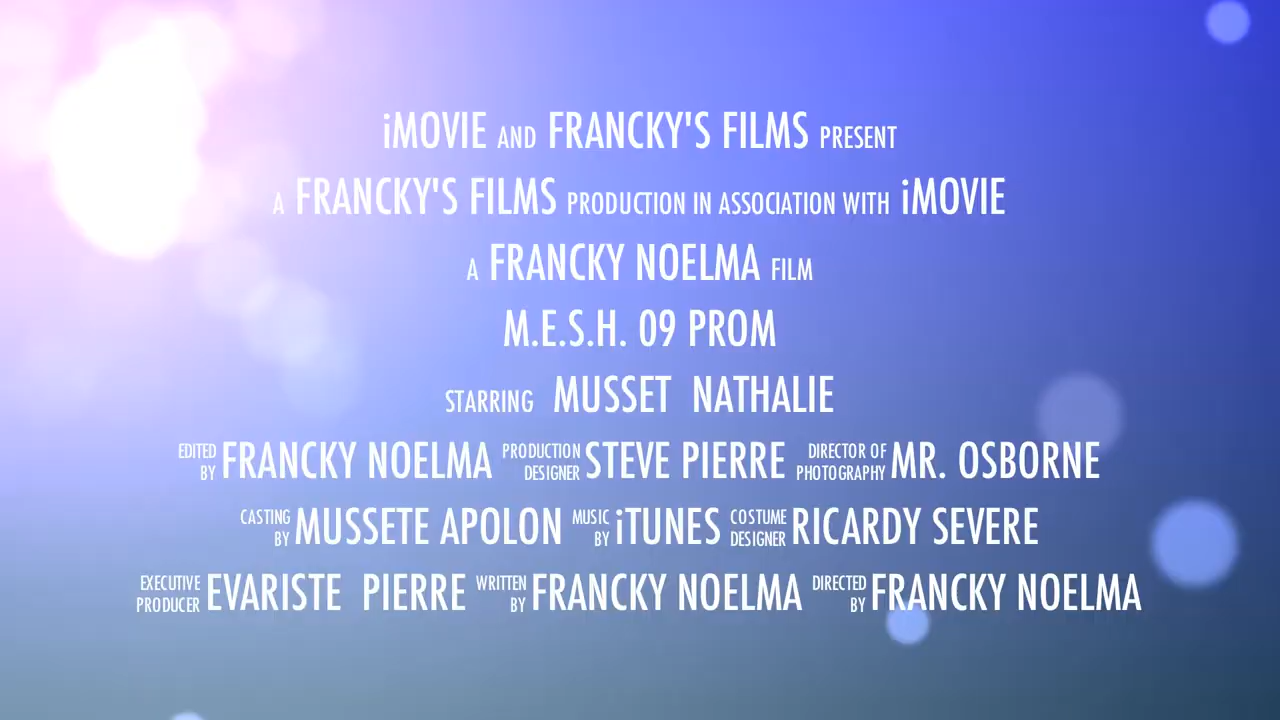 iMOVIE AND FRANCKY'S FILMS PRESENT
A FRANCKY'S FILMS PRODUCTION IN ASSOCIATION WITH iMOVIE
A FRANCKY NOELMA FILM
M.E.S.H. 09 PROM
STARRING MUSSET NATHALIE
EDITED BY FRANCKY NOELMA PRODUCTION DESIGNER STEVE PIERRE DIRECTOR OF PHOTOGRAPHY MR. OSBORNE
CASTING BY MUSSETE APOLON MUSIC BY iTUNES COSTUME DESIGNER RICARDY SEVERE
EXECUTIVE PRODUCER EVARISTE PIERRE WRITTEN BY FRANCKY NOELMA DIRECTED BY FRANCKY NOELMA